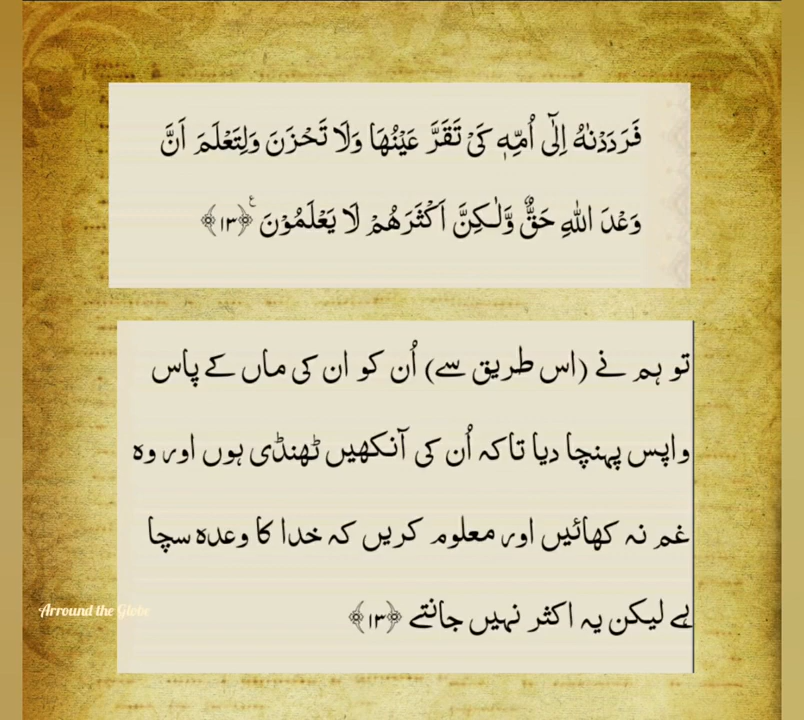 فَرَدَدْنٰهُ اِلٰٓى اُمِّهٖ كَىْ تَقَرَّ عَيْنُهَا وَلَا تَحْزَنَ وَلِتَعْلَمَ اَنَّ
وَعْدَ اللّٰهِ حَقٌّ وَّلٰـكِنَّ اَكْثَرَهُمْ لَا يَعْلَمُوْنَ ﴿۱۳﴾
تو ہم نے (اس طریق سے) اُن کو ان کی ماں کے پاس
واپس پہنچا دیا تاکہ اُن کی آنکھیں ٹھنڈی ہوں اور وہ
غم نہ کھائیں اور معلوم کریں کہ خدا کا وعدہ سچا
ہے لیکن یہ اکثر نہیں جانتے ﴿۱۳﴾
Arround the Globe